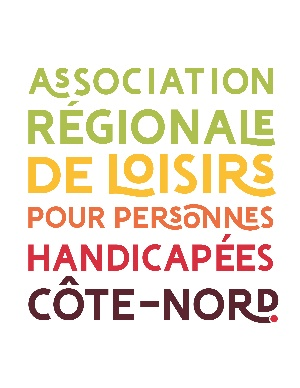 ASSOCIATION
RÉGIONALE
DE LOISIRS
POUR PERSONNES
HANDICAPÉES
CÔTE-NORD